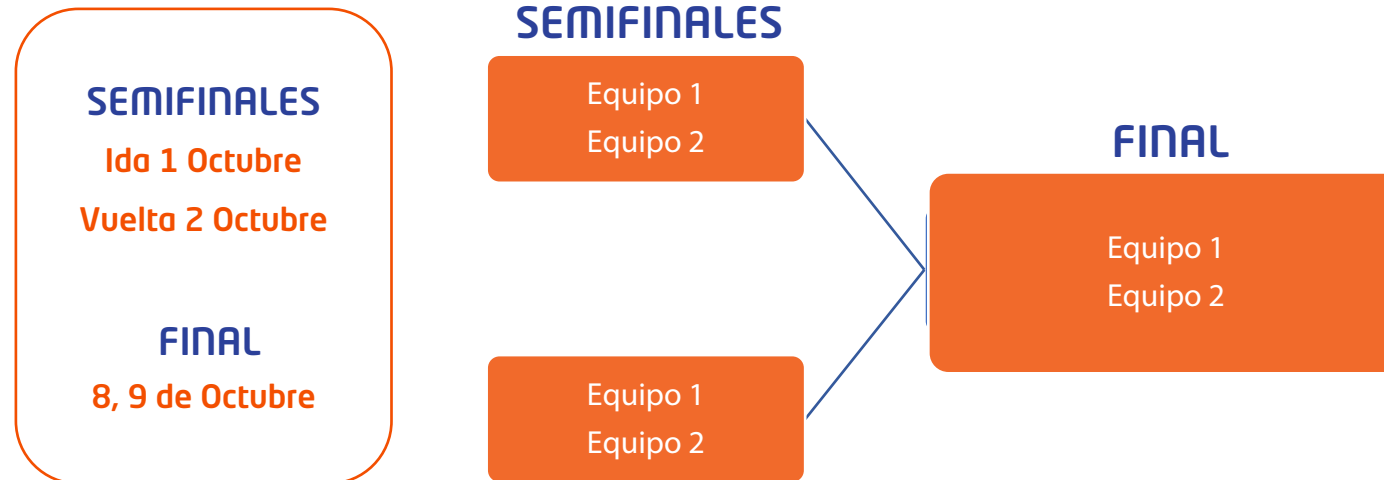 SEMIFINALES
Ida 1 Octubre
Vuelta 2 Octubre
FINAL
8, 9 de Octubre
SEMIFINALES
Equipo 1
Equipo 2
Equipo 1
Equipo 2
FINAL
Equipo 1
Equipo 2